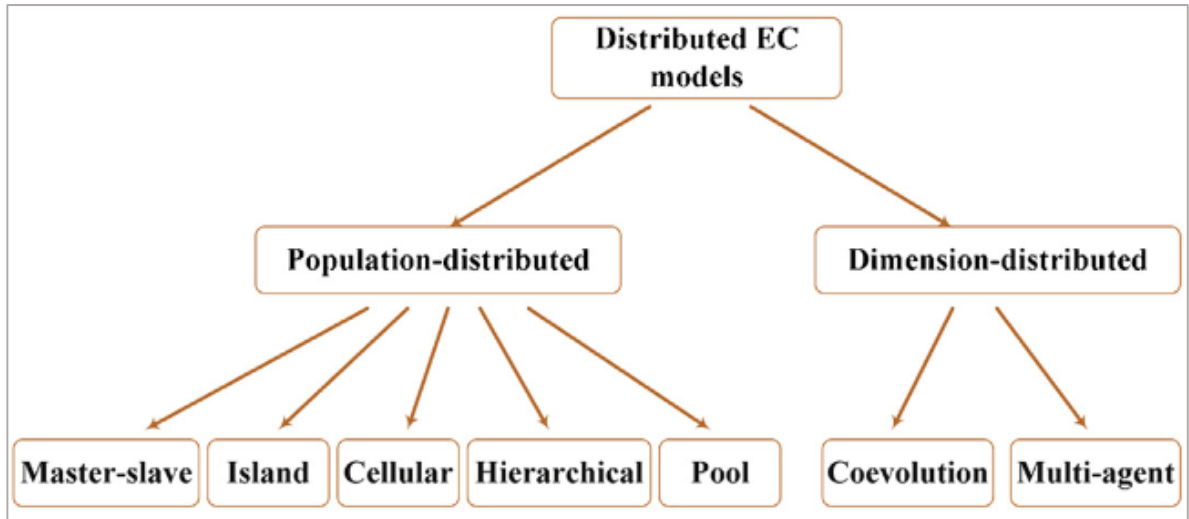 Distributed EC
models
Population-distributed
Dimension-distributed
Master-slave
Island
Cellular
Hierarchical
Pool
Coevolution
Multi-agent